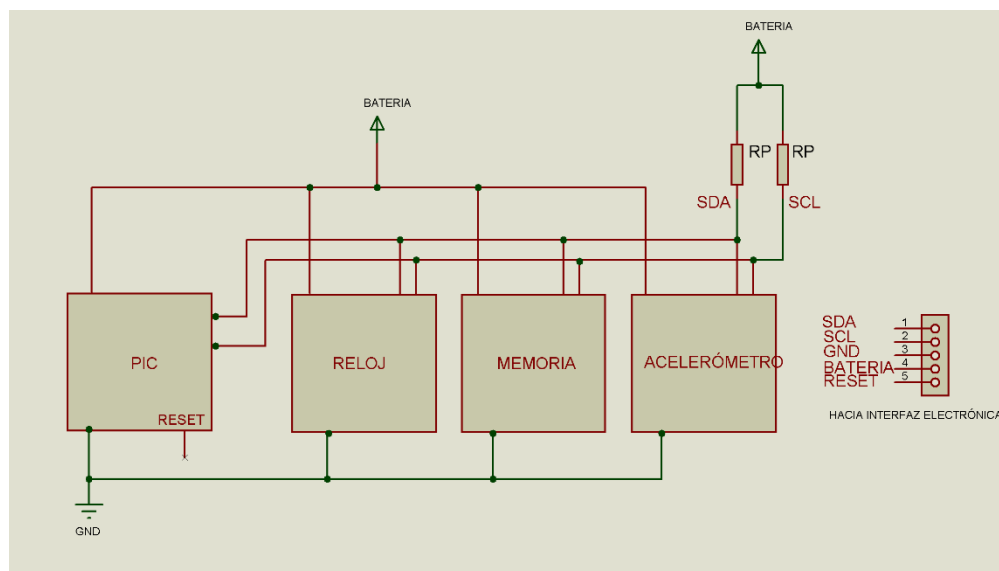 BATERIA
BATERIA
RP
RP
SDA
SCL
PIC
RESET
RELOJ
MEMORIA
ACELERÓMETRO
SDA 1
SCL 2
GND 3
BATERIA 4
RESET 5
HACIA INTERFAZ ELECTRÓNICA
GND